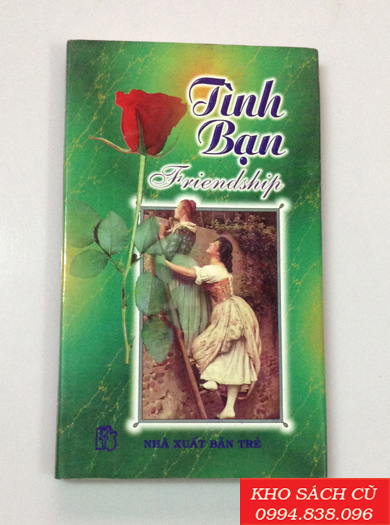 Tình
Bạn
Friendship
NHÀ XUẤT BẢN TRẺ
KHO SÁCH CŨ
0994.838.096